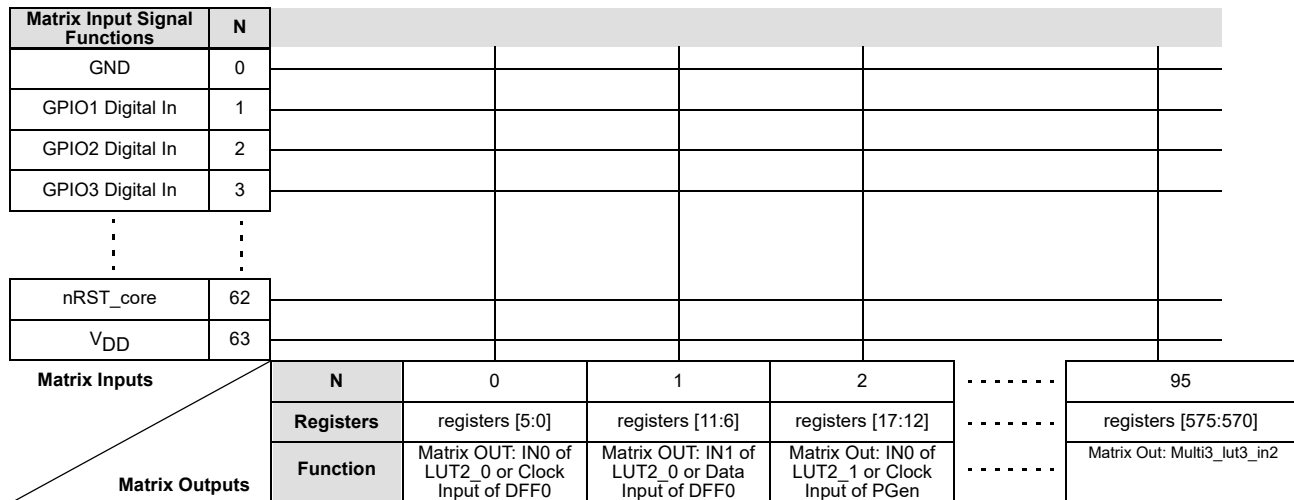 Matrix Input Signal
Functions
N
GND
0
GPIO1 Digital In
1
GPIO2 Digital In
2
GPIO3 Digital In
3
nRST_core
62
VDD
63
Matrix Inputs
N
0
1
2
95
Registers
registers [5:0]
registers [11:6]
registers [17:12]
registers [575:570]
Matrix Outputs
Function
Matrix OUT: IN0 of
LUT2_0 or Clock
Input of DFF0
Matrix OUT: IN1 of
LUT2_0 or Data
Input of DFF0
Matrix Out: IN0 of
LUT2_1 or Clock
Input of PGen
Matrix Out: Multi3_lut3_in2